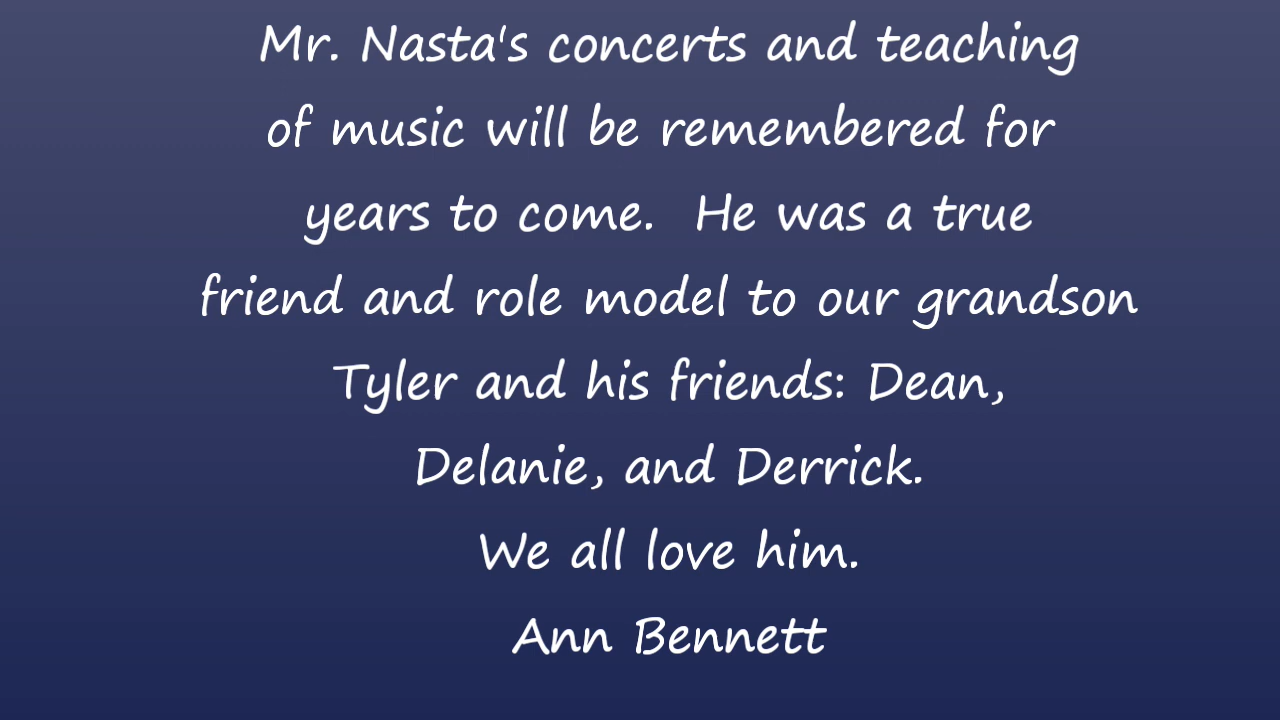 Mr. Nasta's concerts and teaching
of music will be remembered for
years to come.  He was a true
friend and role model to our grandson
Tyler and his friends: Dean,
Delanie, and Derrick.
We all love him.
Ann Bennett